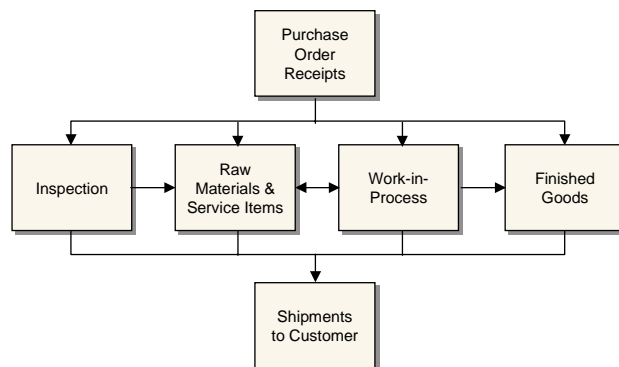 Purchase
Order
Receipts
Inspection
Raw
Materials &
Service Items
Work-in-
Process
Finished
Goods
Shipments
to Customer